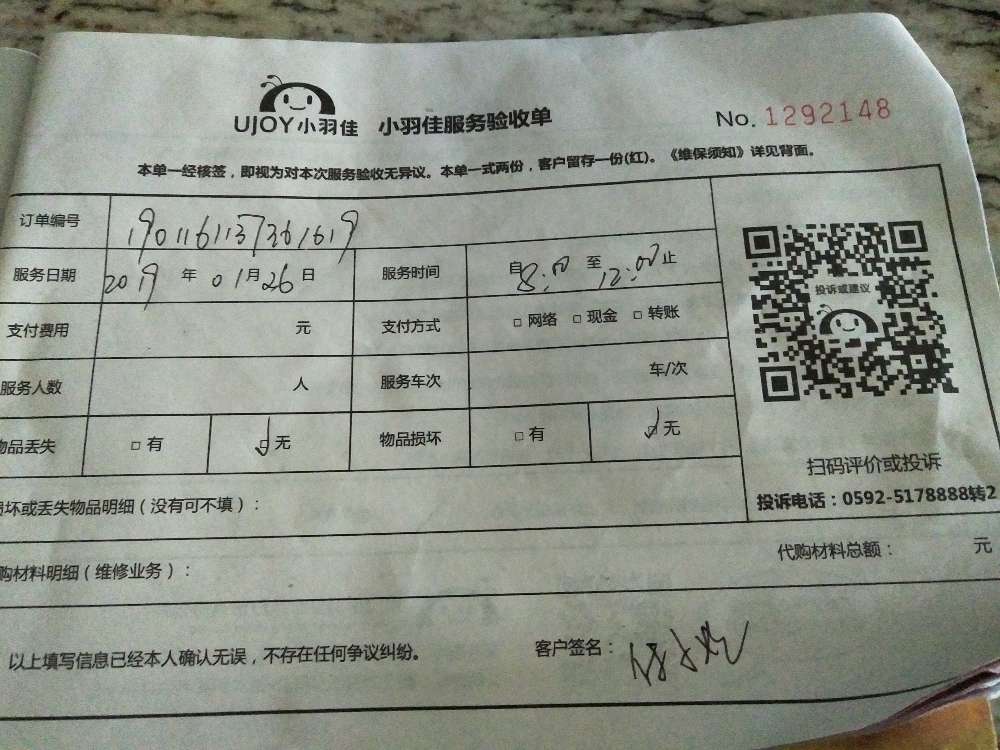 UJOY小羽佳 小羽佳服务验收单 No. 1292148
本单一经核签，即视为对本次服务验收无异议。本单一式两份，客户留存一份(红)。《维保须知》详见背面。
订单编号 1901161137361619
服务日期 2019 年 01 月 26 日 服务时间 自 8:00 至 12:00 止
投诉或建议
支付费用 元 支付方式 □ 网络 □ 现金 □ 转账
服务人数 人 服务车次 车/次
物品丢失 □ 有 □ 无 物品损坏 □ 有 □ 无
扫码评价或投诉
投诉电话：0592-5178888转2
坏或丢失物品明细（没有可不填）：
购材料明细（维修业务）： 代购材料总额： 元
以上填写信息已经本人确认无误，不存在任何争议纠纷。 客户签名：